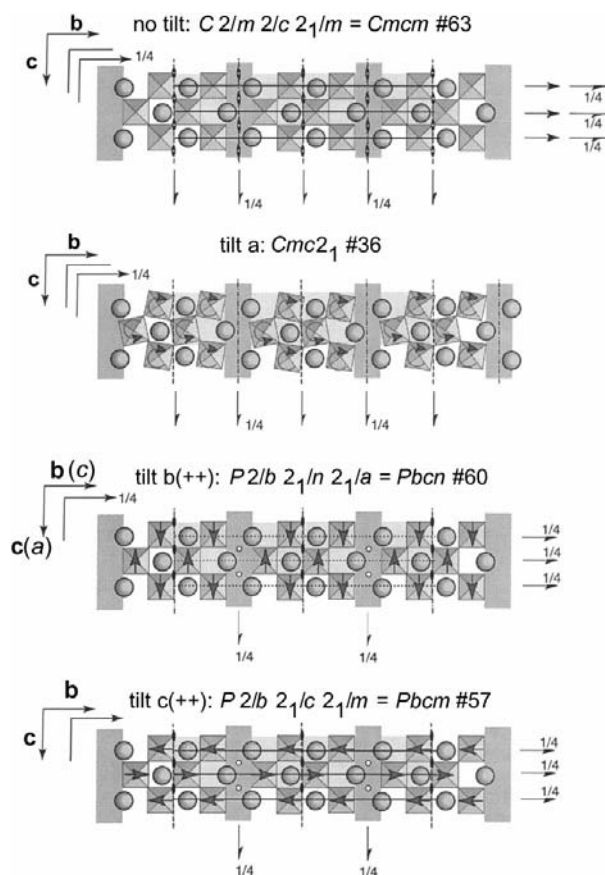 no tilt: C 2/m 2/c 2₁/m = Cmcm #63
b
c
1/4
1/4
1/4
1/4
1/4
1/4
tilt a: Cmc2₁ #36
b
c
1/4
1/4
1/4
tilt b(++): P 2/b 2₁/n 2₁/a = Pbcn #60
b (c)
c(a)
1/4
1/4
1/4
1/4
1/4
1/4
tilt c(++): P 2/b 2₁/c 2₁/m = Pbcm #57
b
c
1/4
1/4
1/4
1/4
1/4